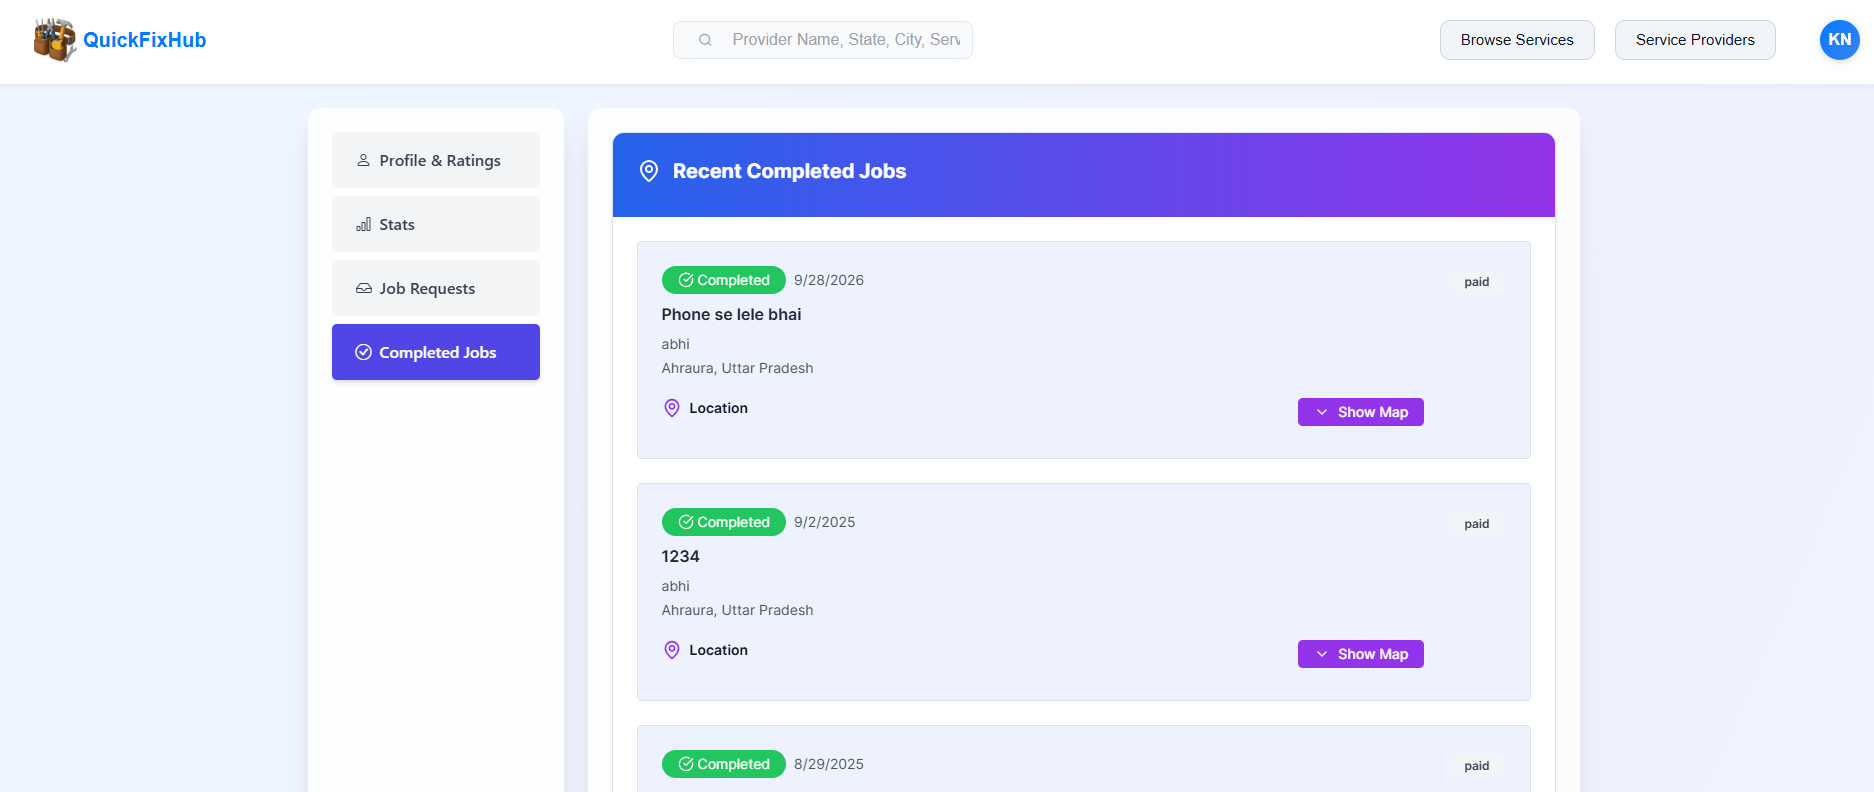 QuickFixHub
Provider Name, State, City, Serv
Browse Services
Service Providers
KN
Profile & Ratings
Stats
Job Requests
Completed Jobs
Recent Completed Jobs
Completed 9/28/2026
paid
Phone se lele bhai
abhi
Ahraura, Uttar Pradesh
Location
Show Map
Completed 9/2/2025
paid
1234
abhi
Ahraura, Uttar Pradesh
Location
Show Map
Completed 8/29/2025
paid